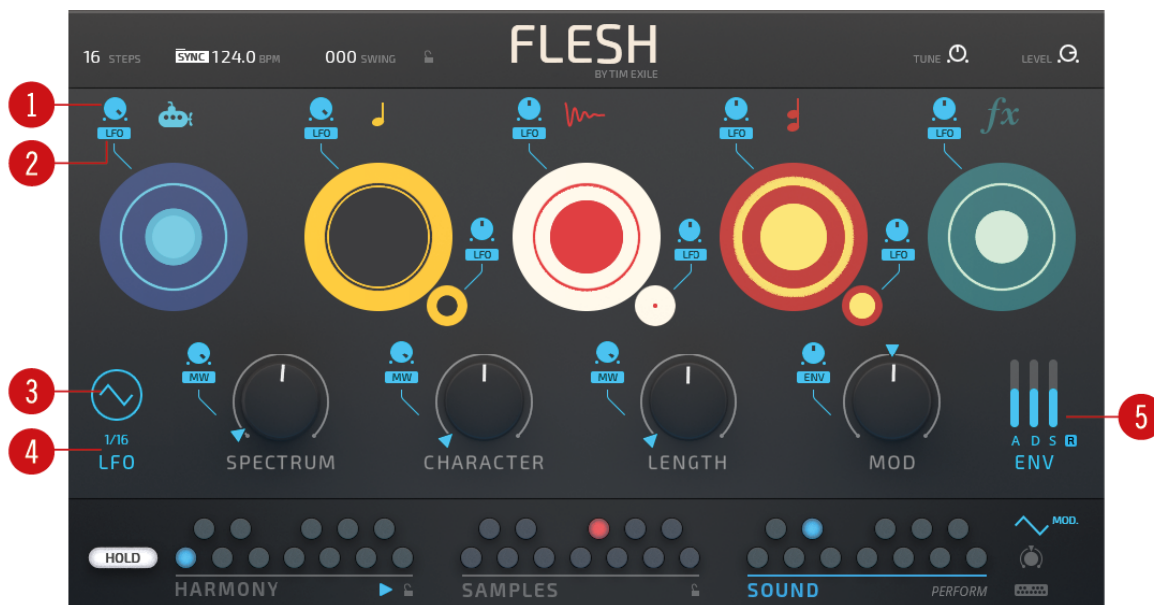 FLESH
BY TIM EXILE
16 STEPS
SYNC 124.0 BPM
000 SWING
TUNE
LEVEL
1
LFO
LFO
LFO
LFO
LFO
fx
2
LFO
LFO
LFO
MW
MW
MW
ENV
3
4
1/16
LFO
SPECTRUM
CHARACTER
LENGTH
MOD
A D S R
ENV
5
HOLD
HARMONY
SAMPLES
SOUND
PERFORM
MOD.